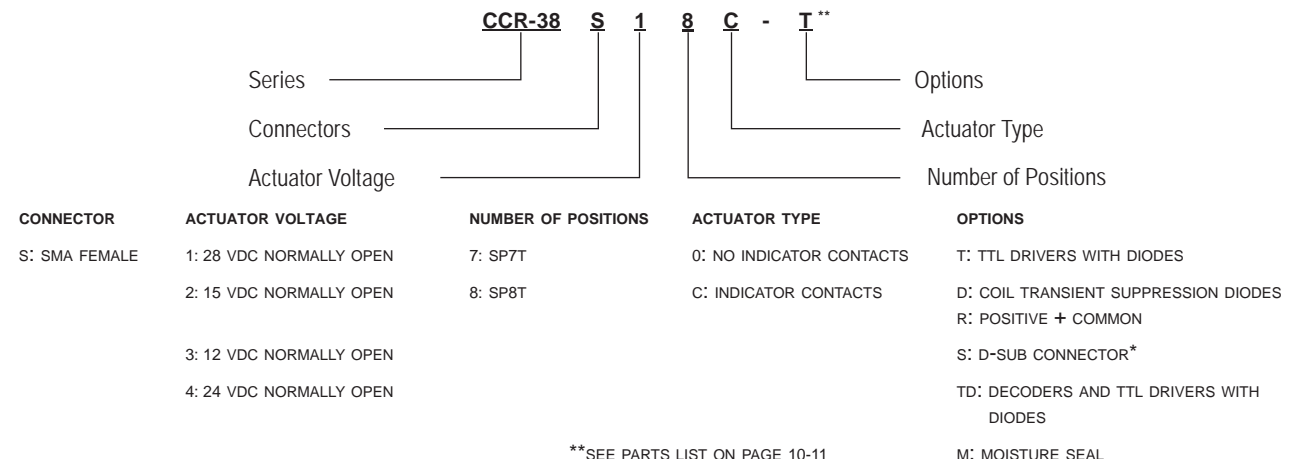 CCR-38 S 1 8 C - T**
Series
Options
Connectors
Actuator Type
Actuator Voltage
Number of Positions
CONNECTOR ACTUATOR VOLTAGE NUMBER OF POSITIONS ACTUATOR TYPE OPTIONS
S: SMA FEMALE 1: 28 VDC NORMALLY OPEN 7: SP7T 0: NO INDICATOR CONTACTS T: TTL DRIVERS WITH DIODES
2: 15 VDC NORMALLY OPEN 8: SP8T C: INDICATOR CONTACTS D: COIL TRANSIENT SUPPRESSION DIODES
R: POSITIVE + COMMON
3: 12 VDC NORMALLY OPEN S: D-SUB CONNECTOR*
4: 24 VDC NORMALLY OPEN TD: DECODERS AND TTL DRIVERS WITH
DIODES
**SEE PARTS LIST ON PAGE 10-11 M: MOISTURE SEAL